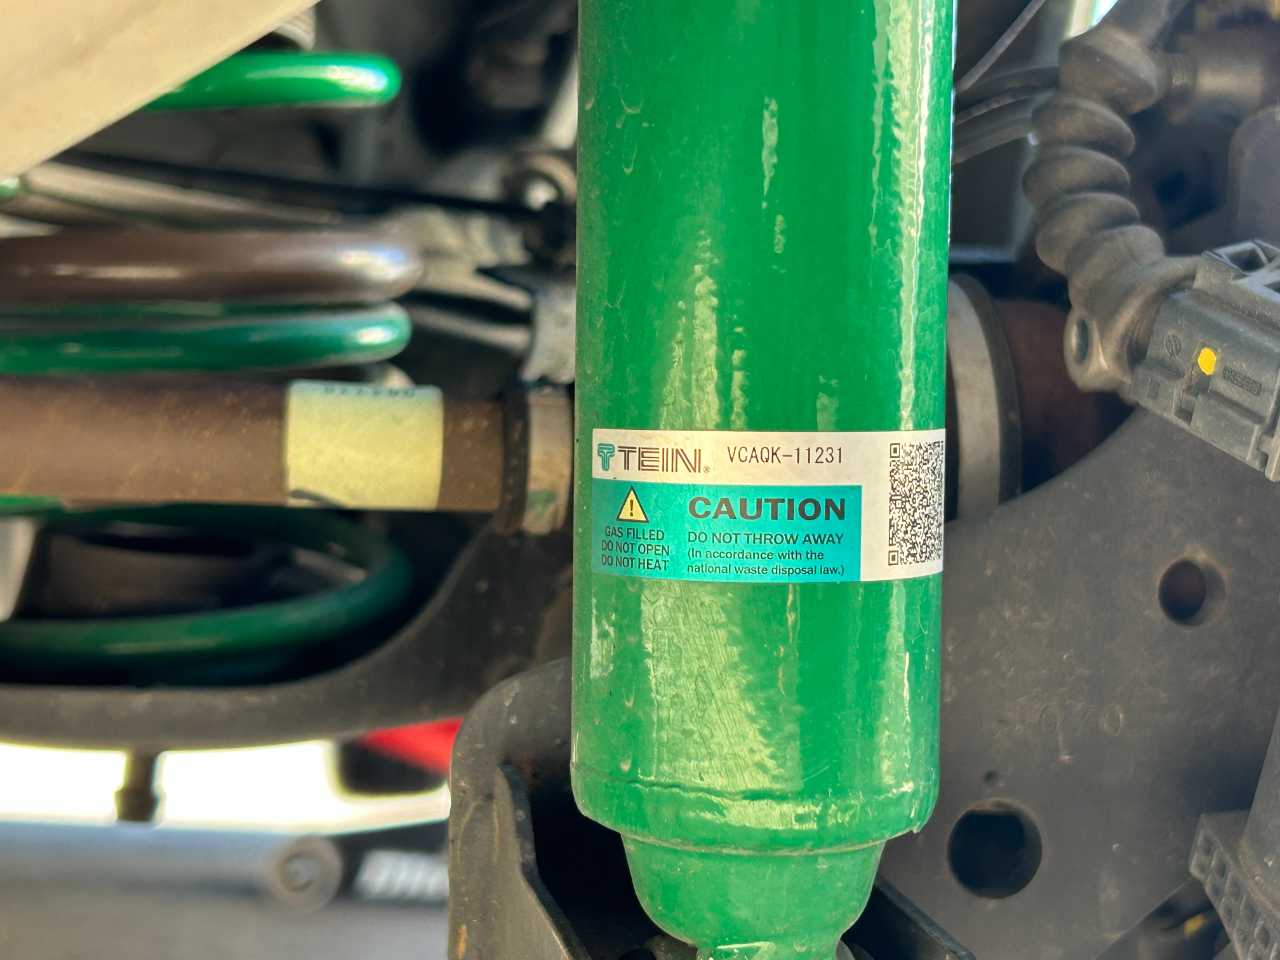 TEIN® VCAQK-11231
CAUTION
GAS FILLED
DO NOT OPEN
DO NOT HEAT
DO NOT THROW AWAY
(In accordance with the
national waste disposal law.)